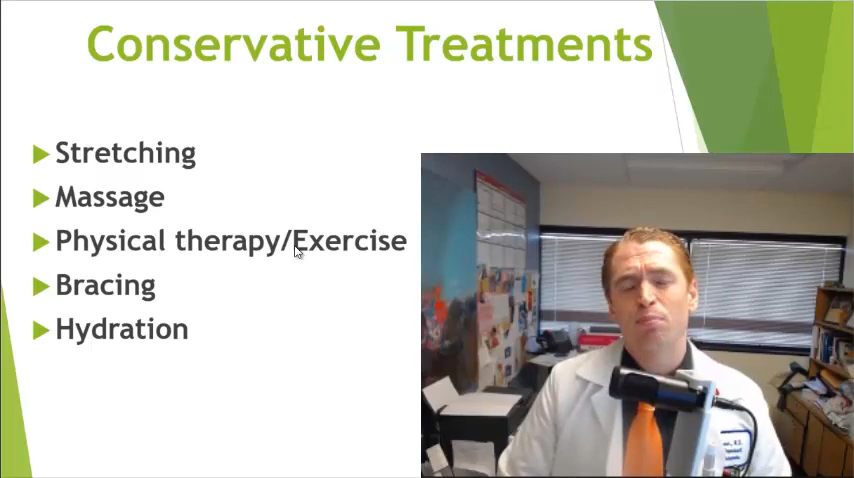 Conservative Treatments
Stretching
Massage
Physical therapy/Exercise
Bracing
Hydration